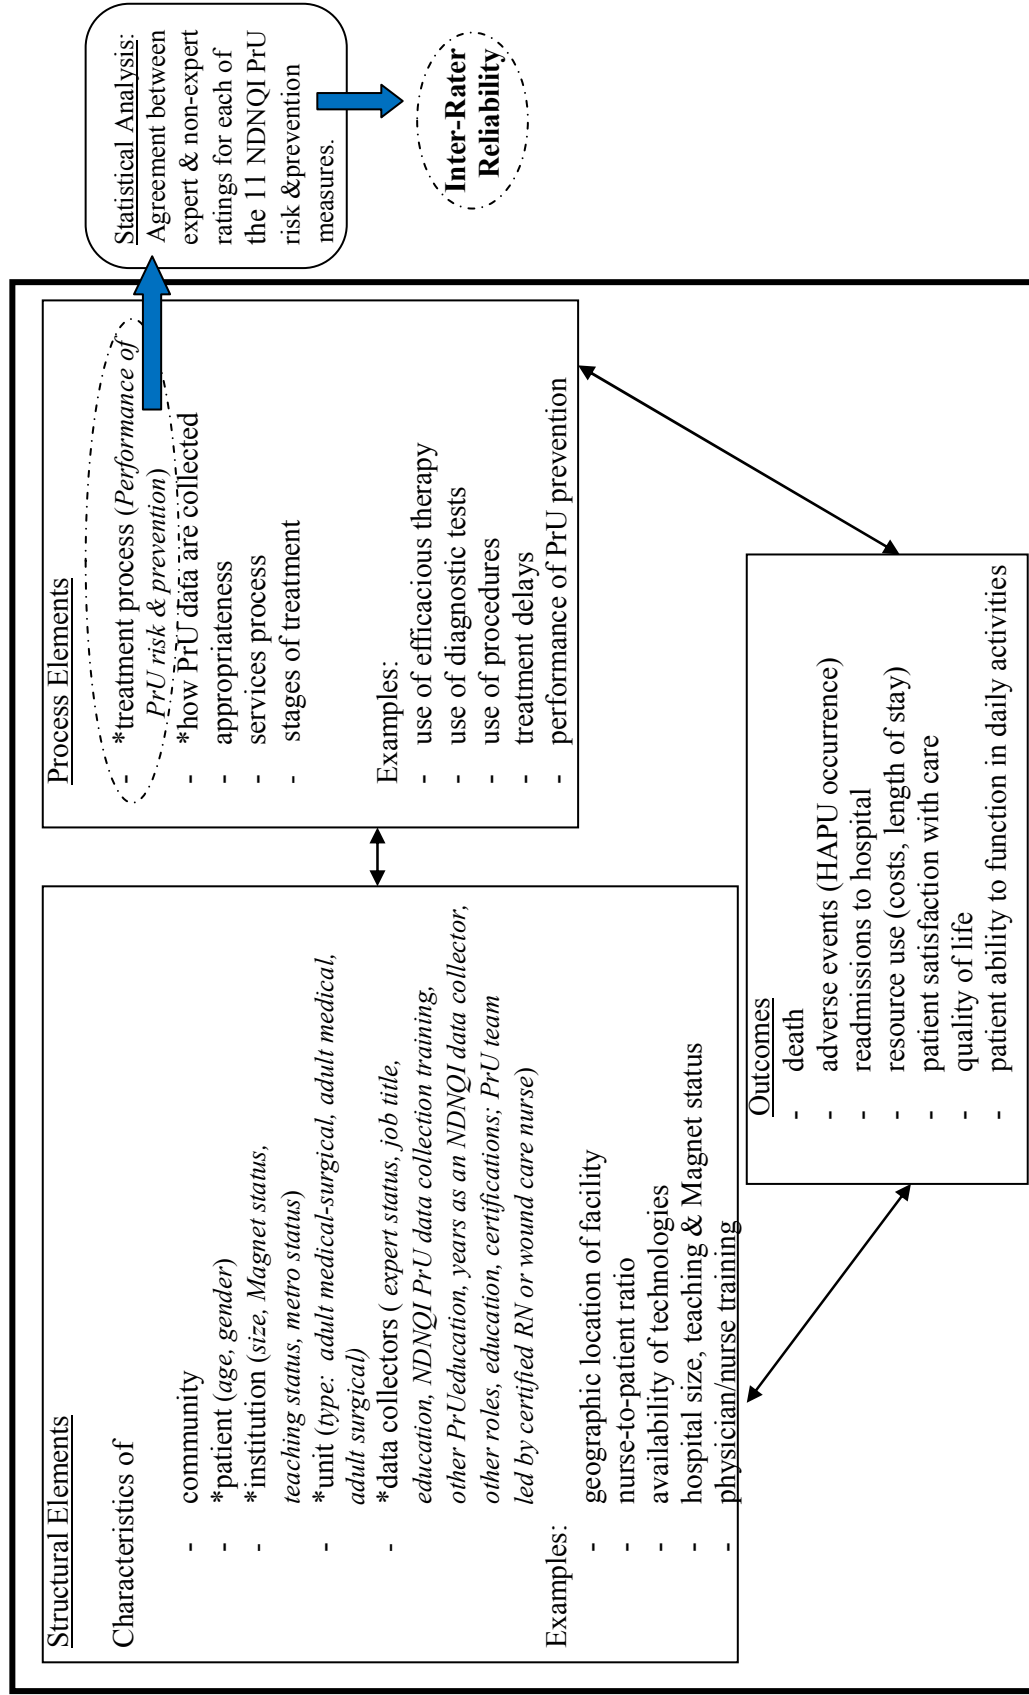 Structural Elements
Characteristics of
- community
- *patient (age, gender)
- *institution (size, Magnet status,
teaching status, metro status)
- *unit (type: adult medical-surgical, adult medical,
adult surgical)
- *data collectors ( expert status, job title,
education, NDNQI PrU data collection training,
other PrUeducation, years as an NDNQI data collector,
other roles, education, certifications; PrU team
led by certified RN or wound care nurse)
Examples:
- geographic location of facility
- nurse-to-patient ratio
- availability of technologies
- hospital size, teaching & Magnet status
- physician/nurse training
Process Elements
- *treatment process (Performance of
PrU risk & prevention)
- *how PrU data are collected
- appropriateness
- services process
- stages of treatment
Examples:
- use of efficacious therapy
- use of diagnostic tests
- use of procedures
- treatment delays
- performance of PrU prevention
Outcomes
- death
- adverse events (HAPU occurrence)
- readmissions to hospital
- resource use (costs, length of stay)
- patient satisfaction with care
- quality of life
- patient ability to function in daily activities
Statistical Analysis:
Agreement between
expert & non-expert
ratings for each of
the 11 NDNQI PrU
risk &prevention
measures.
Inter-Rater
Reliability